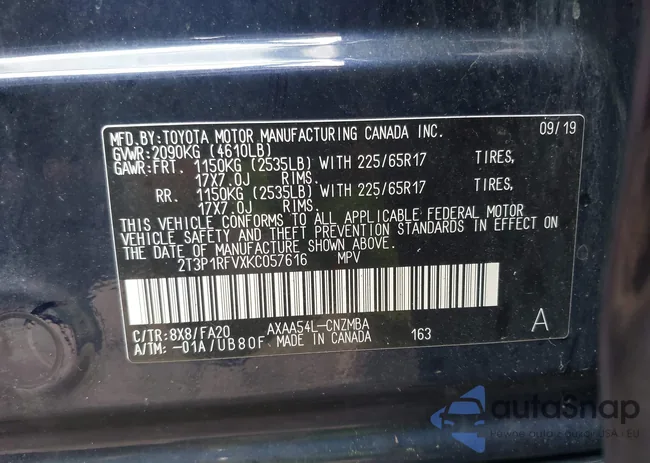 MFD.BY:TOYOTA MOTOR MANUFACTURING CANADA INC. 09/19
GVWR:2090KG (4610LB)
GAWR:FRT. 1150KG (2535LB) WITH 225/65R17 TIRES,
17X7.0J RIMS.
RR. 1150KG (2535LB) WITH 225/65R17 TIRES,
17X7.0J RIMS.
THIS VEHICLE CONFORMS TO ALL APPLICABLE FEDERAL MOTOR
VEHICLE SAFETY AND THEFT PREVENTION STANDARDS IN EFFECT ON
THE DATE OF MANUFACTURE SHOWN ABOVE.
2T3P1RFVXKC057616 MPV
C/TR:8X8/FA20 AXAA54L-CNZMBA
A/TM:-01A/UB80F MADE IN CANADA 163 A
autoSnap